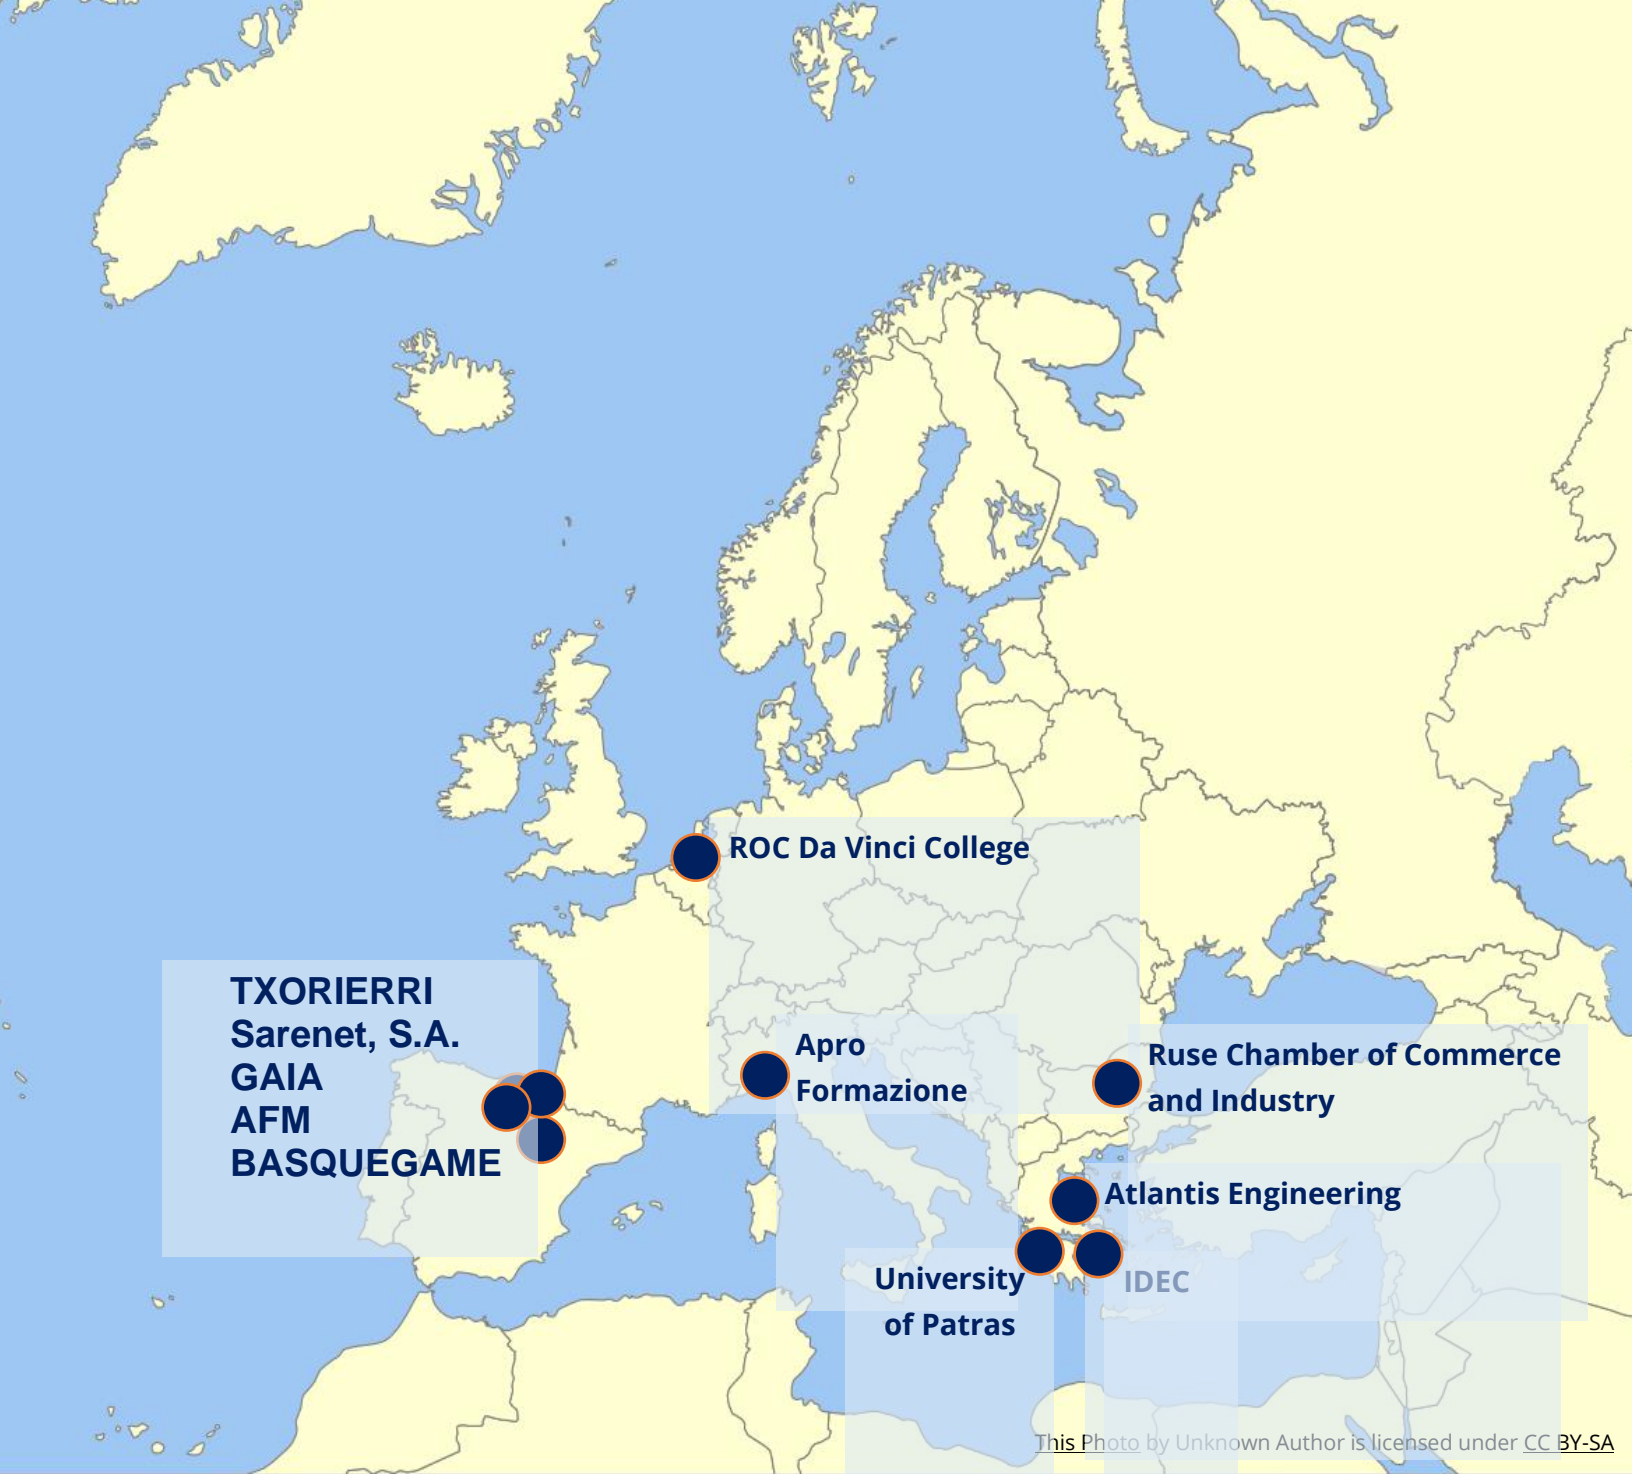 ROC Da Vinci College
TXORIERRI
Sarenet, S.A.
GAIA
AFM
BASQUEGAME
Apro
Formazione
Ruse Chamber of Commerce
and Industry
Atlantis Engineering
University
of Patras
IDEC
This Photo by Unknown Author is licensed under CC BY-SA